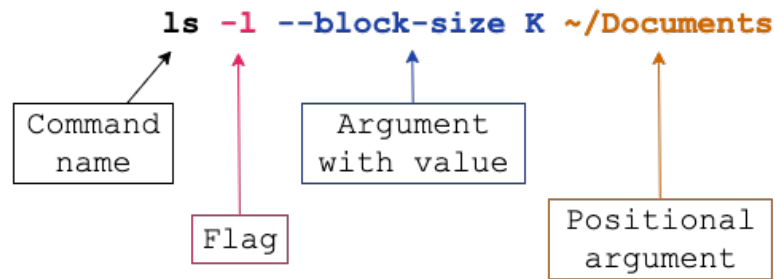 ls -l --block-size K ~/Documents
Command
name
Argument
with value
Flag
Positional
argument